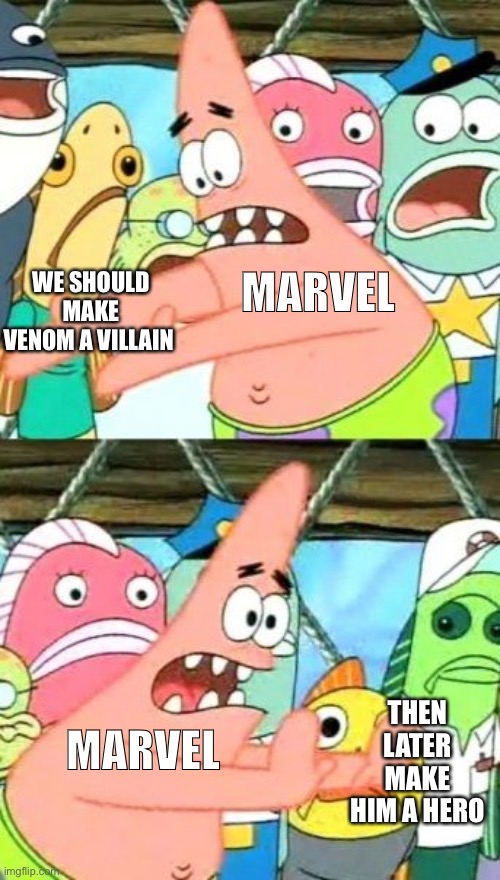 WE SHOULD
MAKE
VENOM A VILLAIN
MARVEL
MARVEL
THEN
LATER
MAKE
HIM A HERO
imgflip.com